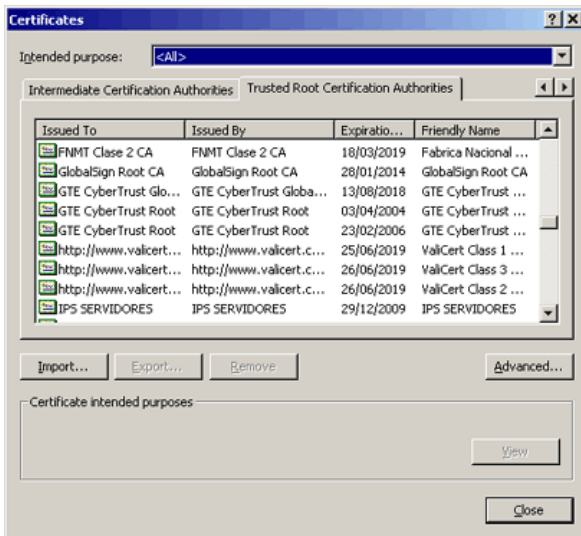 Certificates
Intended purpose: <All>
Intermediate Certification Authorities Trusted Root Certification Authorities
Issued To Issued By Expiratio... Friendly Name
FNMT Clase 2 CA FNMT Clase 2 CA 18/03/2019 Fabrica Nacional ...
GlobalSign Root CA GlobalSign Root CA 28/01/2014 GlobalSign Root CA
GTE CyberTrust Glo... GTE CyberTrust Globa... 13/08/2018 GTE CyberTrust ...
GTE CyberTrust Root GTE CyberTrust Root 03/04/2004 GTE CyberTrust ...
GTE CyberTrust Root GTE CyberTrust Root 23/02/2006 GTE CyberTrust ...
http://www.valicert... http://www.valicert.c... 25/06/2019 ValiCert Class 1 ...
http://www.valicert... http://www.valicert.c... 26/06/2019 ValiCert Class 3 ...
http://www.valicert... http://www.valicert.c... 26/06/2019 ValiCert Class 2 ...
IPS SERVIDORES IPS SERVIDORES 29/12/2009 IPS SERVIDORES
Import... Export... Remove Advanced...
Certificate intended purposes
View
Close